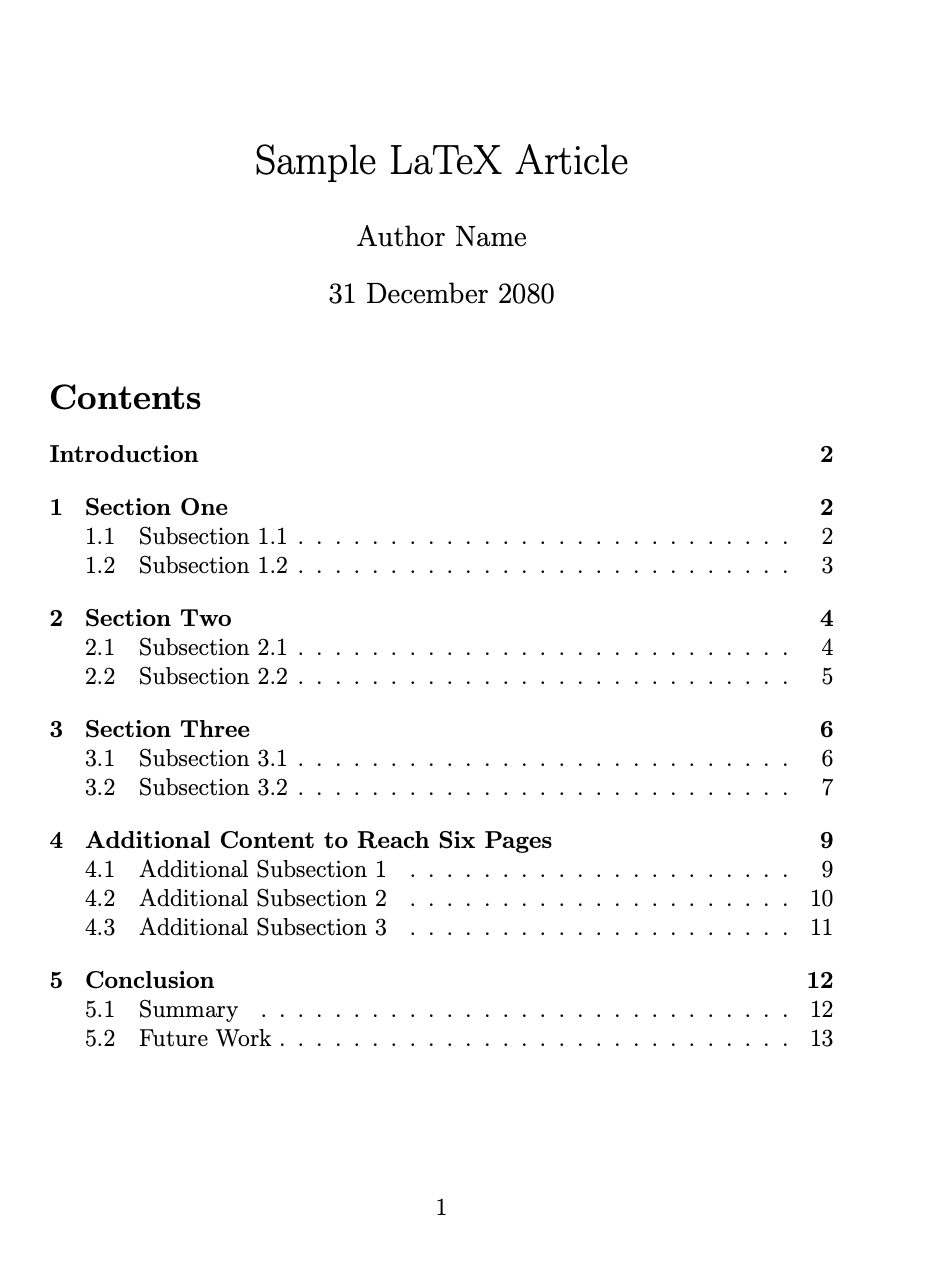 Sample LaTeX Article
Author Name
31 December 2080
Contents
Introduction 2
1 Section One 2
1.1 Subsection 1.1 . . . . . . . . . . . . . . . . . . . . . . . . . . . 2
1.2 Subsection 1.2 . . . . . . . . . . . . . . . . . . . . . . . . . . . 3
2 Section Two 4
2.1 Subsection 2.1 . . . . . . . . . . . . . . . . . . . . . . . . . . . 4
2.2 Subsection 2.2 . . . . . . . . . . . . . . . . . . . . . . . . . . . 5
3 Section Three 6
3.1 Subsection 3.1 . . . . . . . . . . . . . . . . . . . . . . . . . . . 6
3.2 Subsection 3.2 . . . . . . . . . . . . . . . . . . . . . . . . . . . 7
4 Additional Content to Reach Six Pages 9
4.1 Additional Subsection 1 . . . . . . . . . . . . . . . . . . . . . 9
4.2 Additional Subsection 2 . . . . . . . . . . . . . . . . . . . . . 10
4.3 Additional Subsection 3 . . . . . . . . . . . . . . . . . . . . . 11
5 Conclusion 12
5.1 Summary . . . . . . . . . . . . . . . . . . . . . . . . . . . . . 12
5.2 Future Work . . . . . . . . . . . . . . . . . . . . . . . . . . . . 13
1